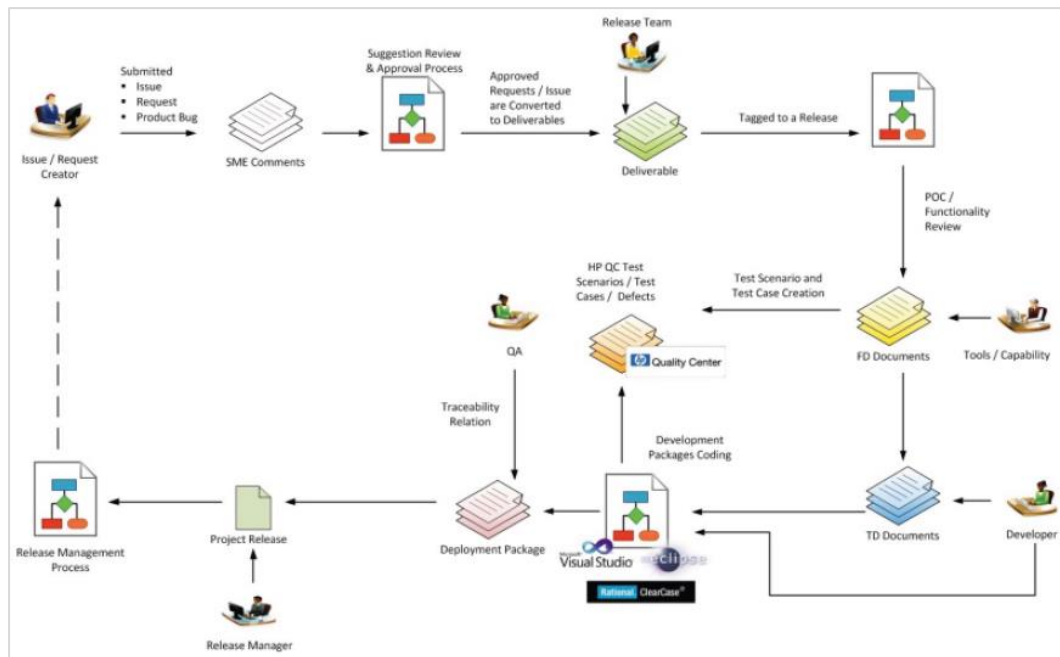 Release Team
Suggestion Review
& Approval Process
Submitted
▪ Issue
▪ Request
▪ Product Bug
Approved
Requests / Issue
are Converted
to Deliverables
Tagged to a Release
Issue / Request
Creator
SME Comments
Deliverable
POC /
Functionality
Review
HP QC Test
Scenarios / Test
Cases / Defects
Test Scenario and
Test Case Creation
QA
hp Quality Center
FD Documents
Tools / Capability
Traceability
Relation
Development
Packages Coding
Release Management
Process
Project Release
Deployment Package
Microsoft
Visual Studio
eclipse
Rational. ClearCase®
TD Documents
Developer
Release Manager